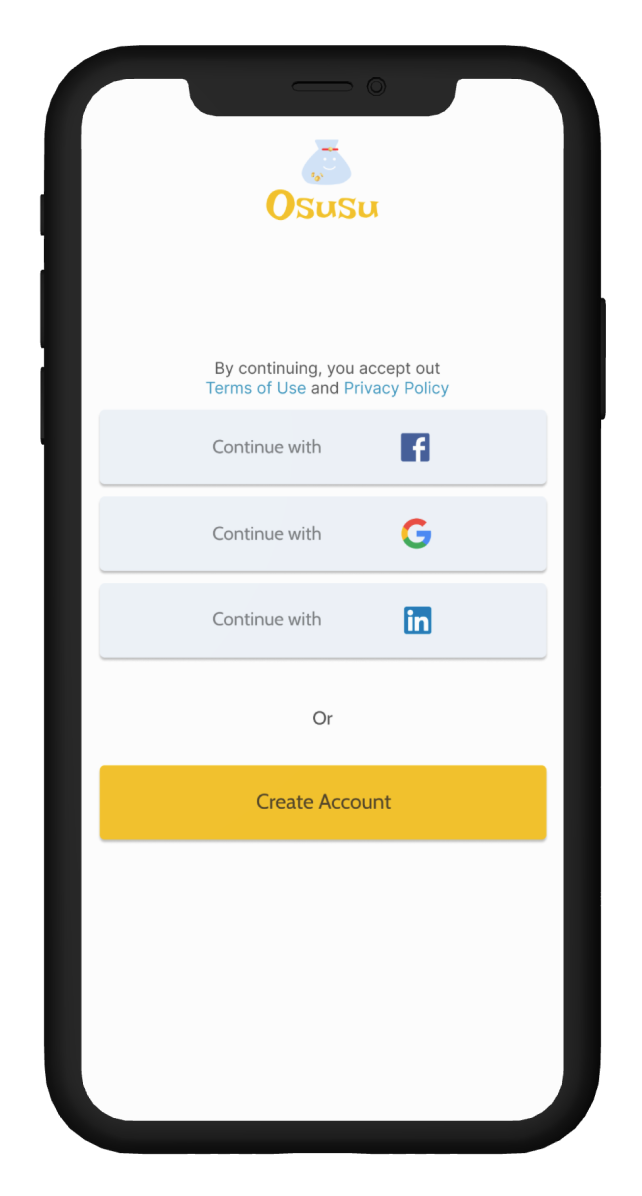 Osusu
By continuing, you accept out
Terms of Use and Privacy Policy
Continue with
Continue with
Continue with in
Or
Create Account